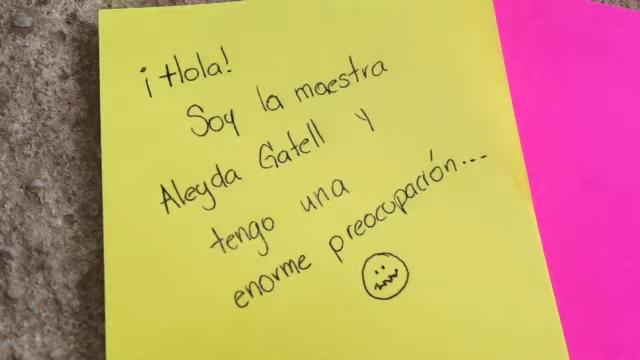 ¡Hola!
Soy la maestra
Aleyda Gatell y
tengo una
enorme preocupación...